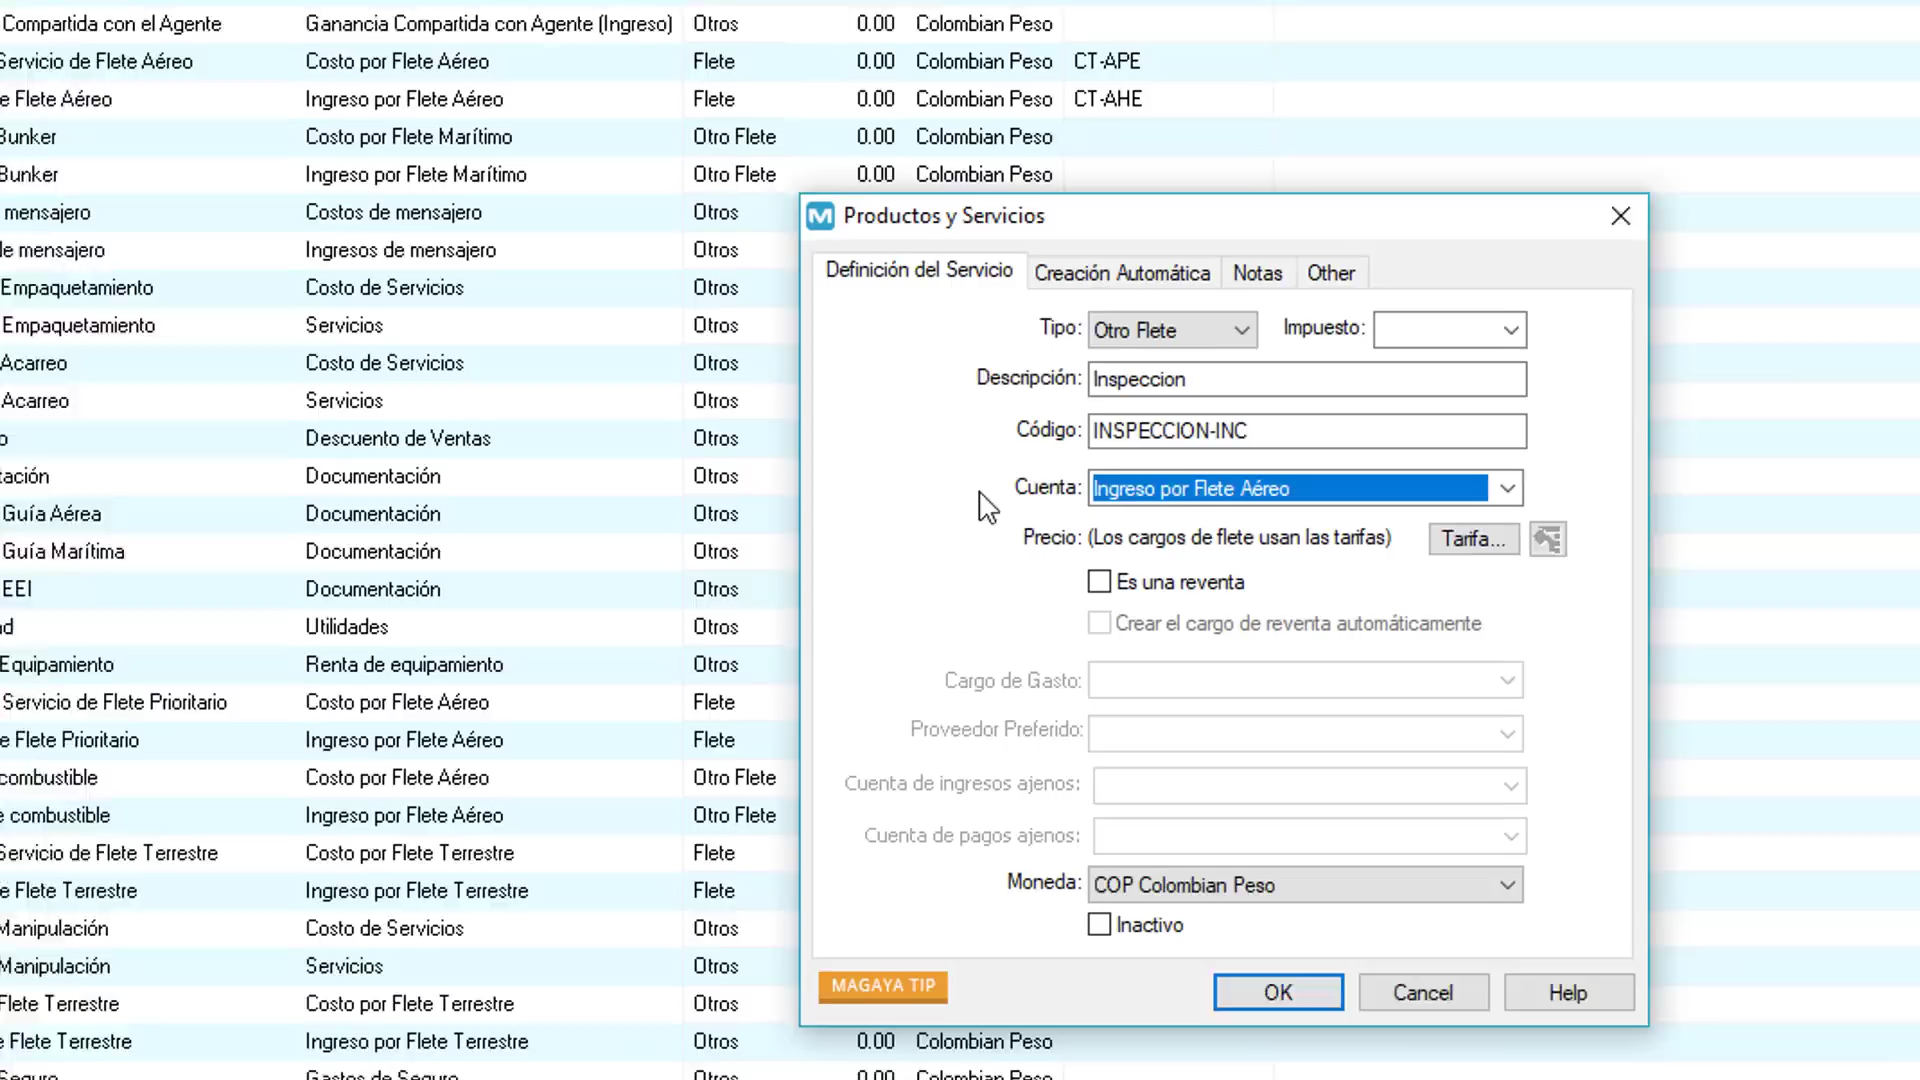 Compartida con el Agente Ganancia Compartida con Agente (Ingreso) Otros 0.00 Colombian Peso
Servicio de Flete Aéreo Costo por Flete Aéreo Flete 0.00 Colombian Peso CT-APE
e Flete Aéreo Ingreso por Flete Aéreo Flete 0.00 Colombian Peso CT-AHE
Bunker Costo por Flete Marítimo Otro Flete 0.00 Colombian Peso
Bunker Ingreso por Flete Marítimo Otro Flete 0.00 Colombian Peso
mensajero Costos de mensajero Otros
le mensajero Ingresos de mensajero Otros
Empaquetamiento Costo de Servicios Otros
Empaquetamiento Servicios Otros
Acarreo Costo de Servicios Otros
Acarreo Servicios Otros
o Descuento de Ventas Otros
tación Documentación Otros
Guía Aérea Documentación Otros
Guía Marítima Documentación Otros
EEI Documentación Otros
ad Utilidades Otros
Equipamiento Renta de equipamiento Otros
Servicio de Flete Prioritario Costo por Flete Aéreo Flete
e Flete Prioritario Ingreso por Flete Aéreo Flete
combustible Costo por Flete Aéreo Otro Flete
e combustible Ingreso por Flete Aéreo Otro Flete
Servicio de Flete Terrestre Costo por Flete Terrestre Flete
e Flete Terrestre Ingreso por Flete Terrestre Flete
Manipulación Costo de Servicios Otros
Manipulación Servicios Otros
Flete Terrestre Costo por Flete Terrestre Otros
e Flete Terrestre Ingreso por Flete Terrestre Otros 0.00 Colombian Peso
Seguro Gastos de Seguro Otros 0.00 Colombian Peso
Productos y Servicios
Definición del Servicio Creación Automática Notas Other
Tipo: Otro Flete Impuesto:
Descripción: Inspeccion
Código: INSPECCION-INC
Cuenta: Ingreso por Flete Aéreo
Precio: (Los cargos de flete usan las tarifas) Tarifa...
Es una reventa
Crear el cargo de reventa automáticamente
Cargo de Gasto:
Proveedor Preferido:
Cuenta de ingresos ajenos:
Cuenta de pagos ajenos:
Moneda: COP Colombian Peso
Inactivo
MAGAYA TIP OK Cancel Help